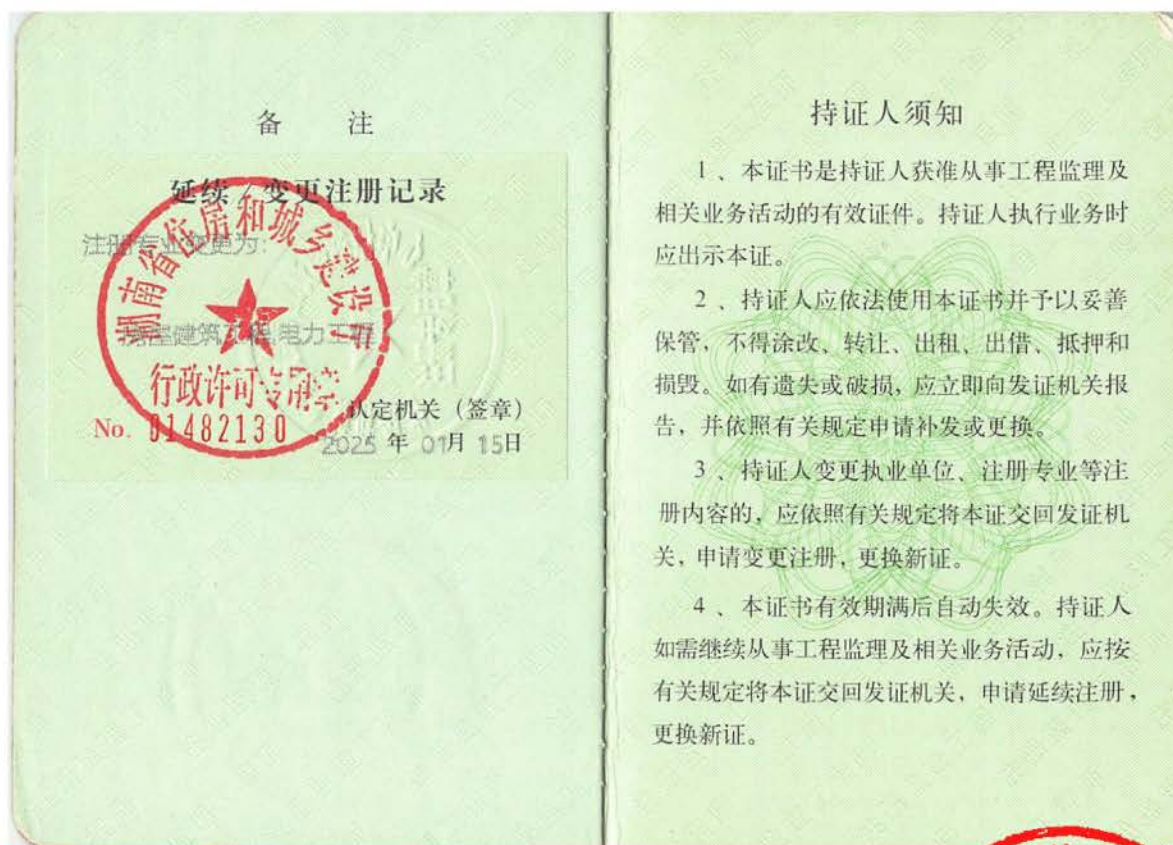 备 注
延续/变更注册记录
注册专业变更为:
湖南省住房和城乡建设厅
房屋建筑工程,电力工程
行政许可专用章
认定机关（签章）
No. 01482130
2025 年 01月 15日
持证人须知
1 、本证书是持证人获准从事工程监理及
相关业务活动的有效证件。持证人执行业务时
应出示本证。
2 、持证人应依法使用本证书并予以妥善
保管，不得涂改、转让、出租、出借、抵押和
损毁。如有遗失或破损，应立即向发证机关报
告，并依照有关规定申请补发或更换。
3 、持证人变更执业单位、注册专业等注
册内容的，应依照有关规定将本证交回发证机
关，申请变更注册，更换新证。
4 、本证书有效期满后自动失效。持证人
如需继续从事工程监理及相关业务活动，应按
有关规定将本证交回发证机关，申请延续注册，
更换新证。